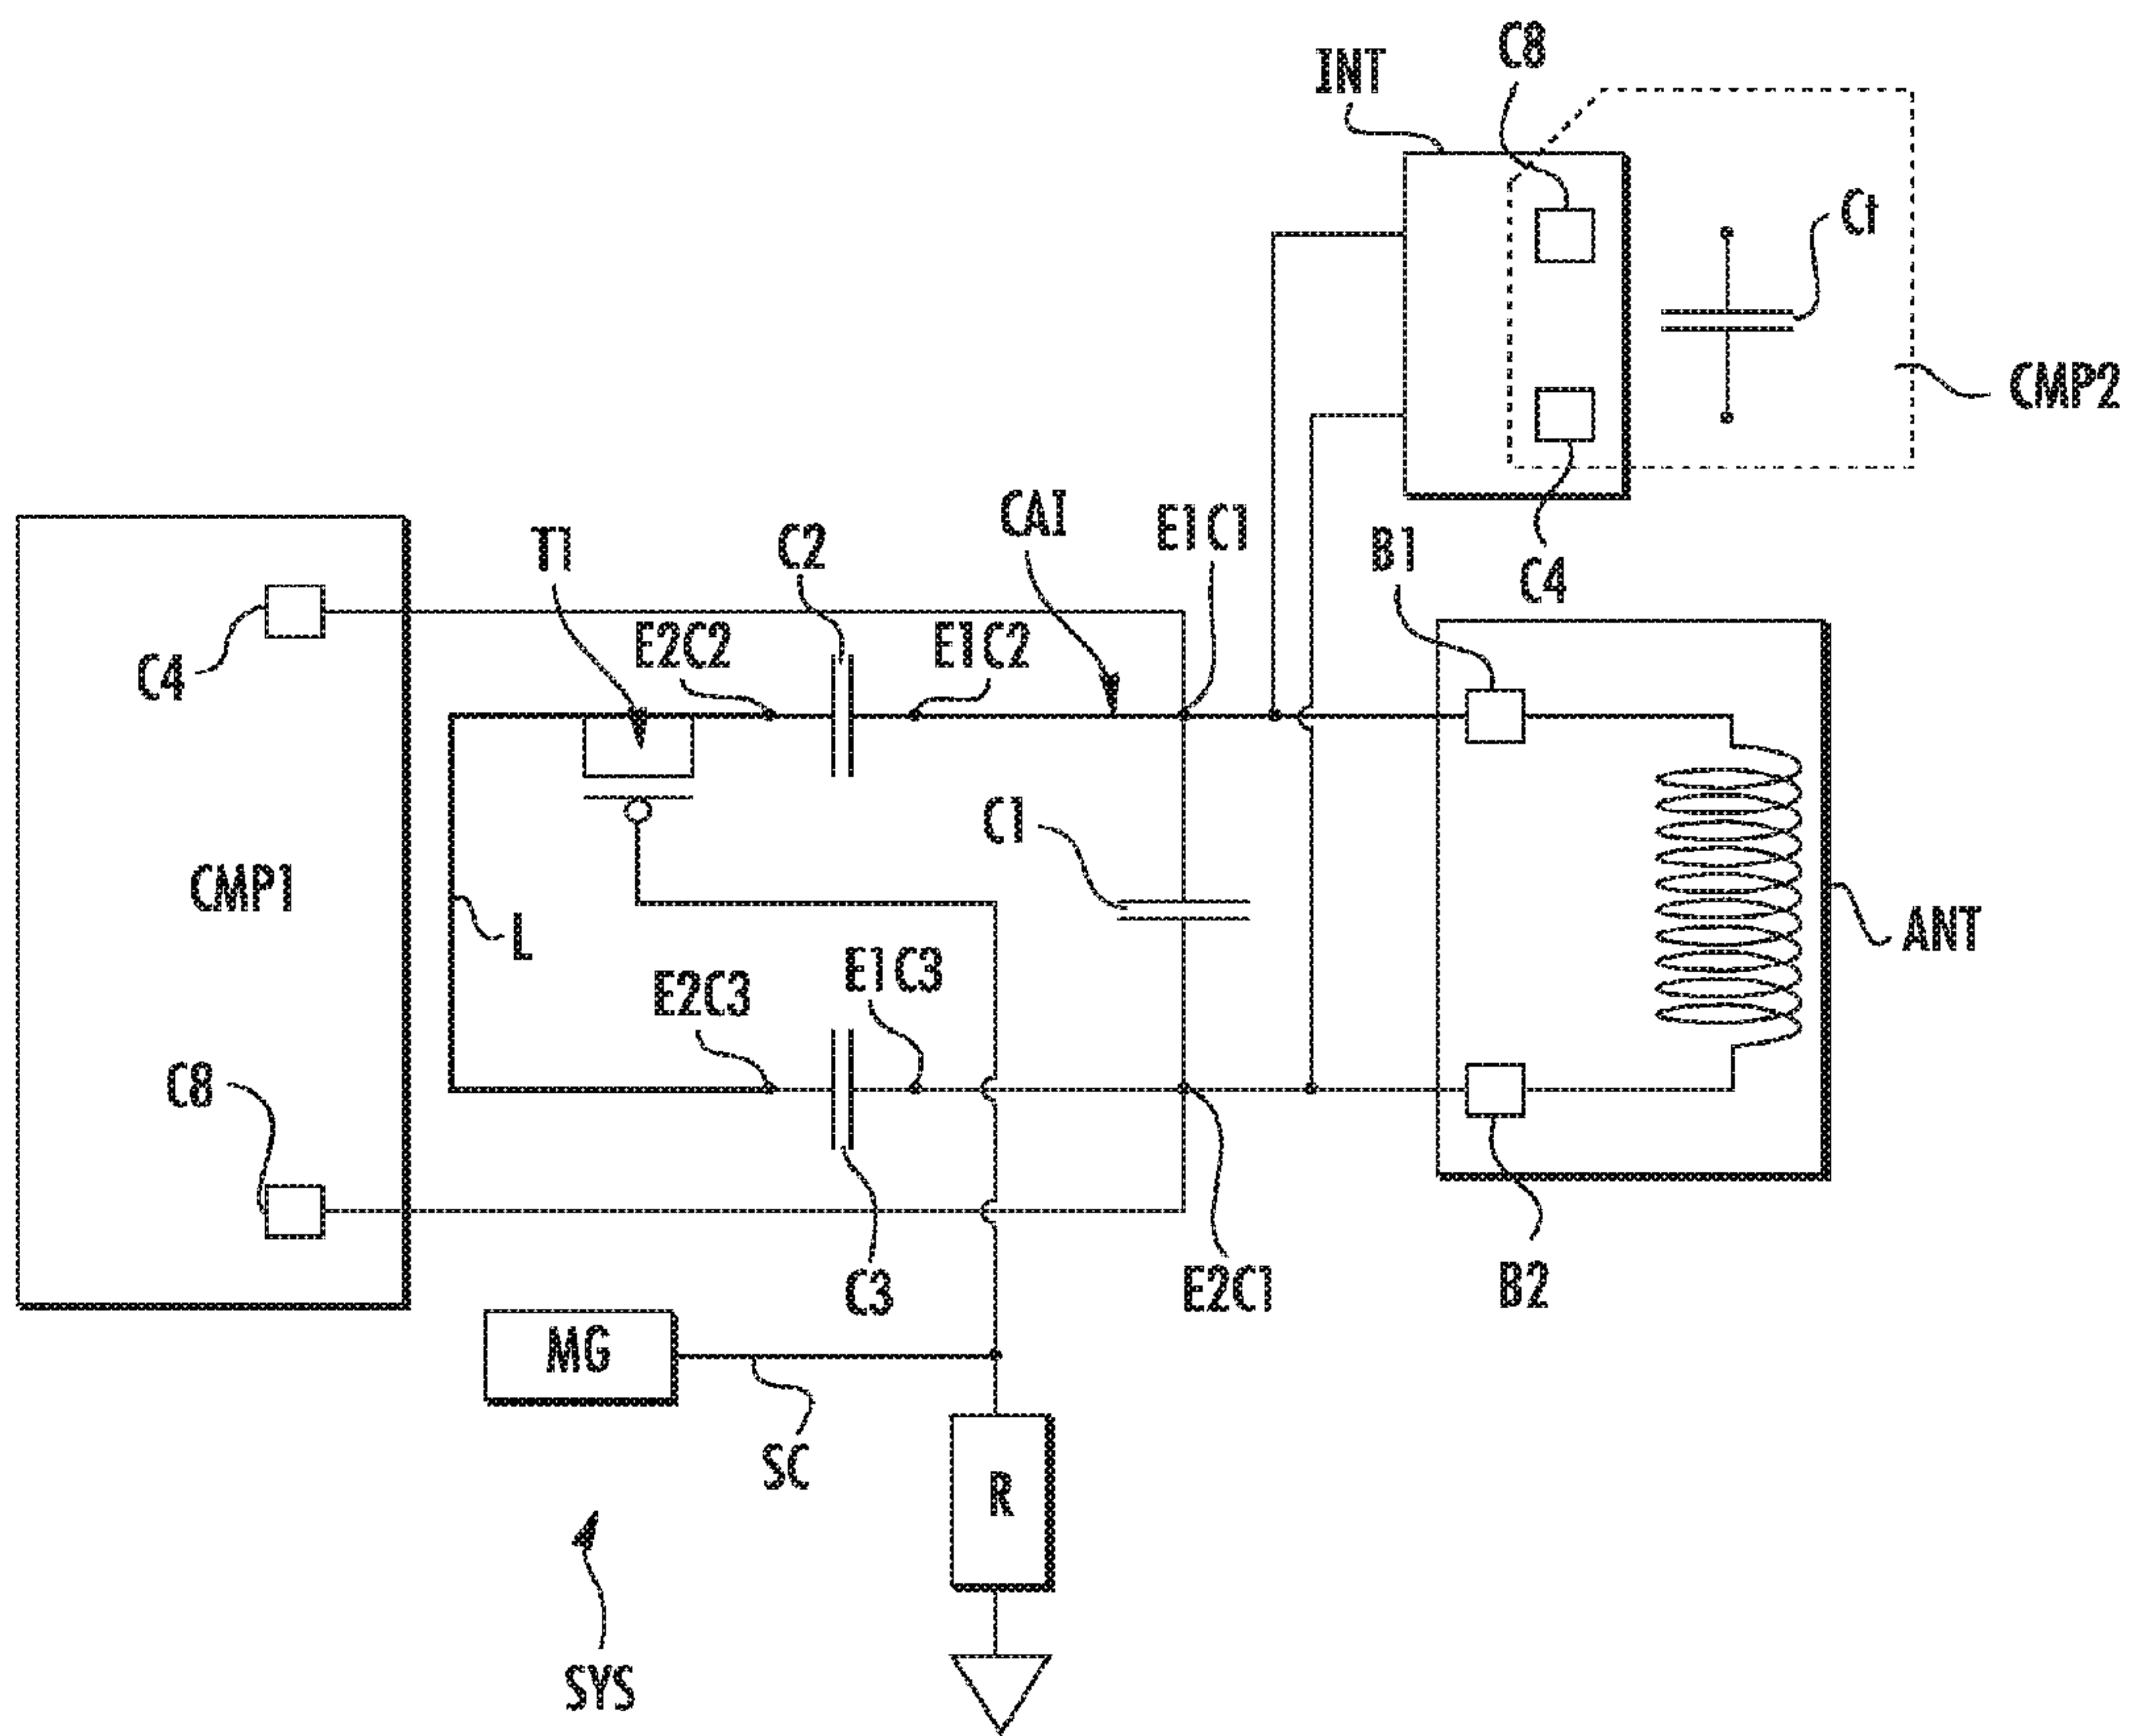 C8
INT
Ct
CMP2
C4
T1
C2
CAI
E1C1
B1
C4
E2C2
E1C2
C1
CMP1
L
ANT
E2C3
E1C3
C8
C3
E2C1
B2
MG
SC
R
SYS